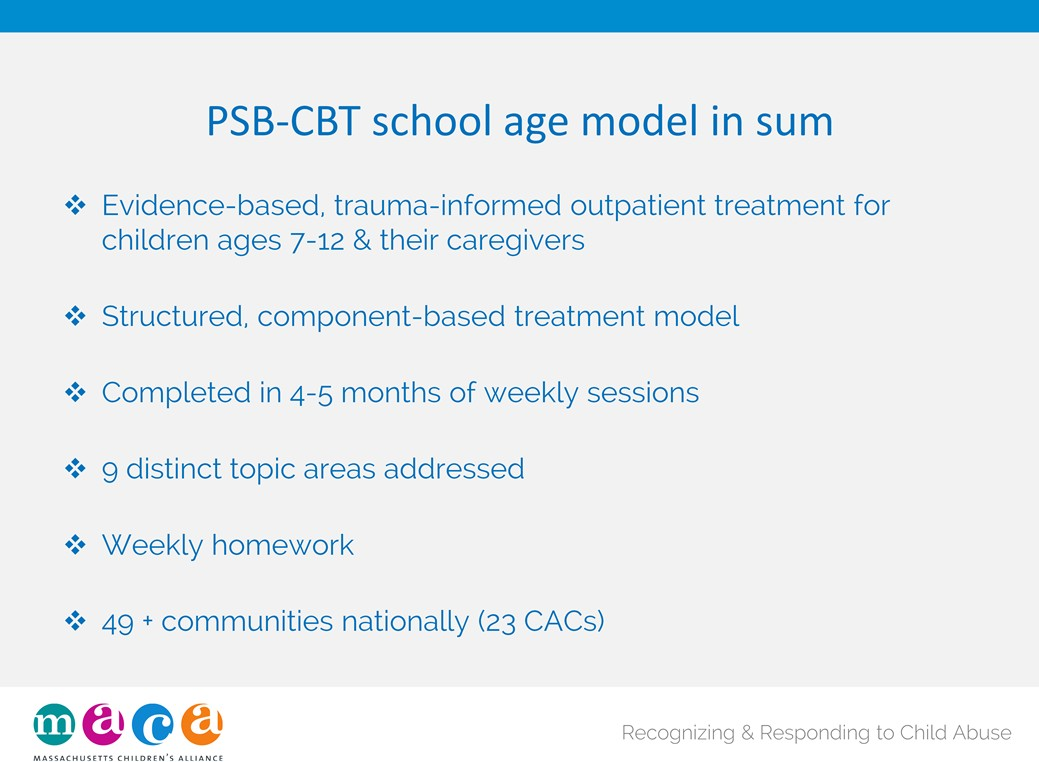 PSB-CBT school age model in sum
❖ Evidence-based, trauma-informed outpatient treatment for
children ages 7-12 & their caregivers
❖ Structured, component-based treatment model
❖ Completed in 4-5 months of weekly sessions
❖ 9 distinct topic areas addressed
❖ Weekly homework
❖ 49 + communities nationally (23 CACs)
maca
MASSACHUSETTS CHILDREN'S ALLIANCE
Recognizing & Responding to Child Abuse